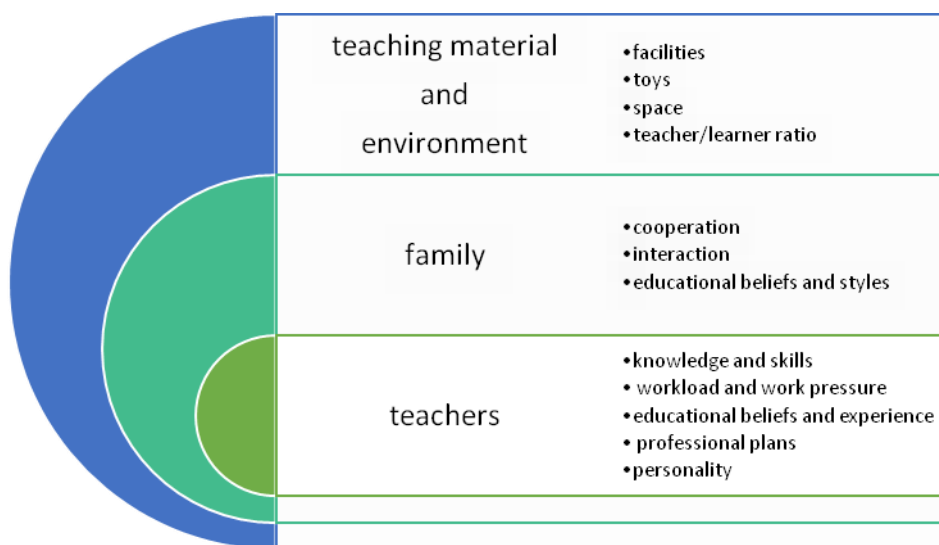 teaching material
and
environment
•facilities
•toys
•space
•teacher/learner ratio
family
•cooperation
•interaction
•educational beliefs and styles
teachers
•knowledge and skills
• workload and work pressure
•educational beliefs and experience
• professional plans
•personality